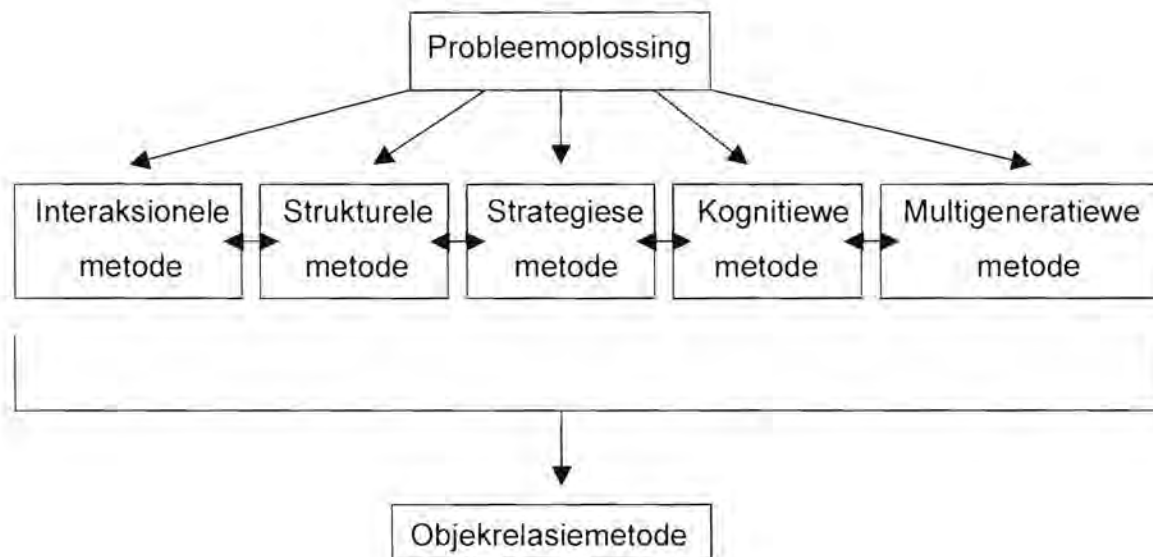 Probleemoplossing
Interaksionele
metode
Strukturele
metode
Strategiese
metode
Kognitiewe
metode
Multigeneratiewe
metode
Objekrelasiemetode